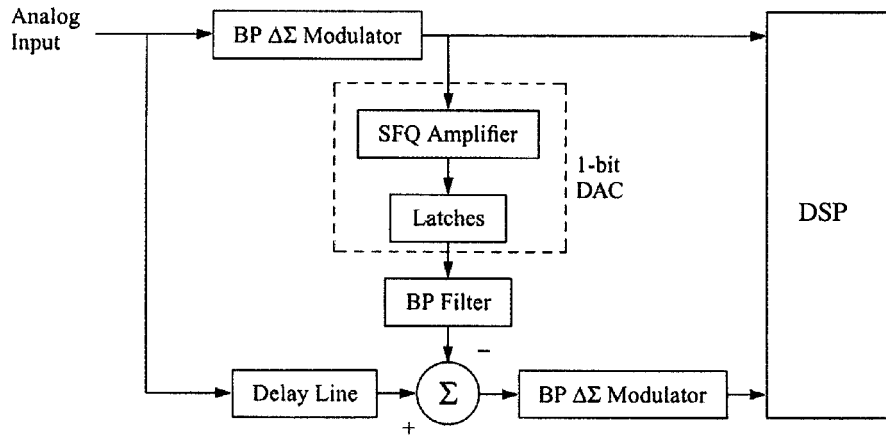 Analog
Input
BP ΔΣ Modulator
SFQ Amplifier
1-bit
DAC
Latches
DSP
BP Filter
−
Delay Line
Σ
BP ΔΣ Modulator
+